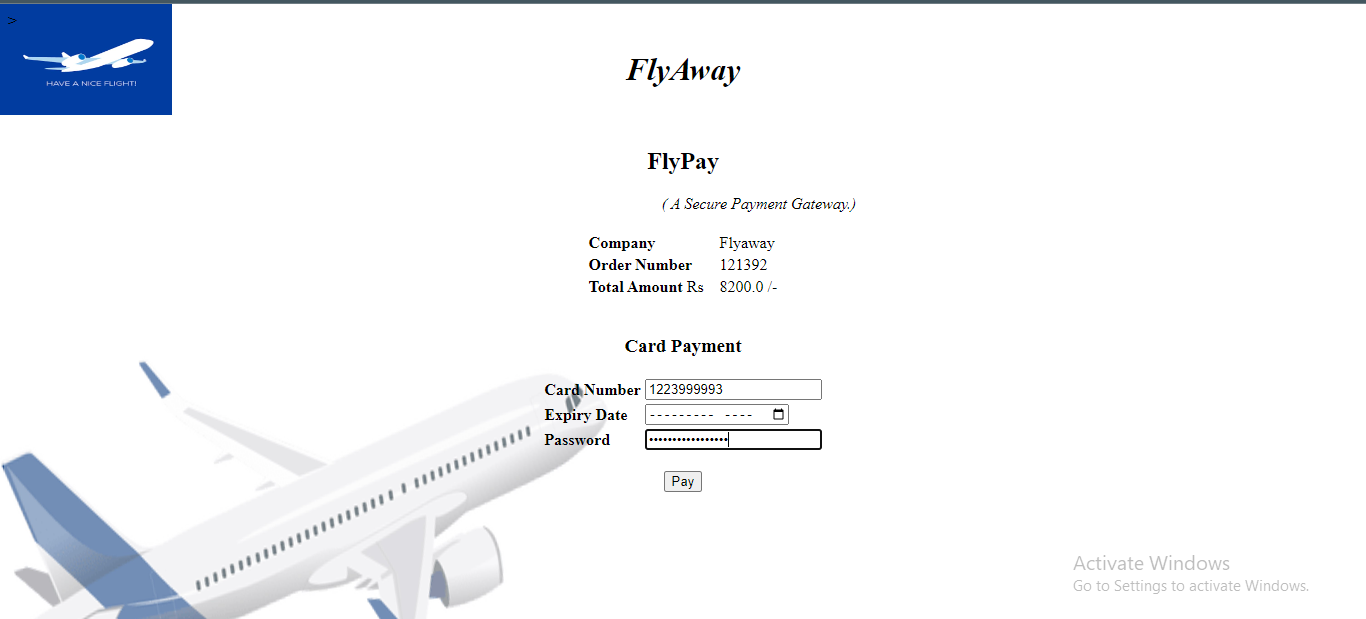 >
HAVE A NICE FLIGHT!
FlyAway
FlyPay
( A Secure Payment Gateway.)
Company Flyaway
Order Number 121392
Total Amount Rs 8200.0 /-
Card Payment
Card Number 1223999993
Expiry Date --------- ----
Password •••••••••••••••••
Pay
Activate Windows
Go to Settings to activate Windows.